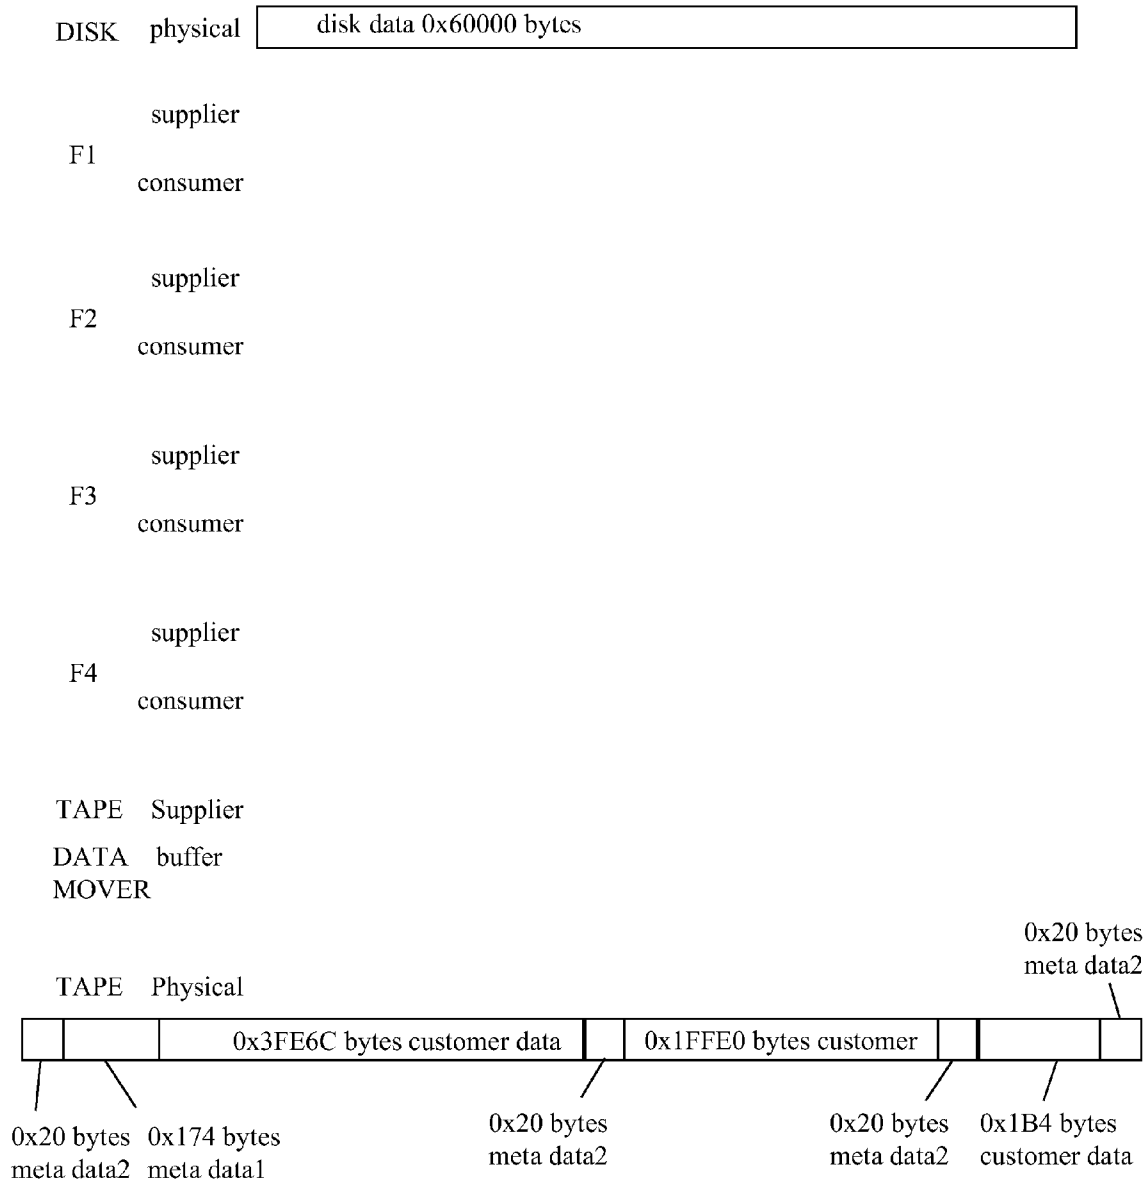 DISK physical disk data 0x60000 bytes
supplier
F1
consumer
supplier
F2
consumer
supplier
F3
consumer
supplier
F4
consumer
TAPE Supplier
DATA buffer
MOVER
0x20 bytes
meta data2
TAPE Physical
0x3FE6C bytes customer data 0x1FFE0 bytes customer
0x20 bytes 0x174 bytes 0x20 bytes 0x20 bytes 0x1B4 bytes
meta data2 meta data1 meta data2 meta data2 customer data